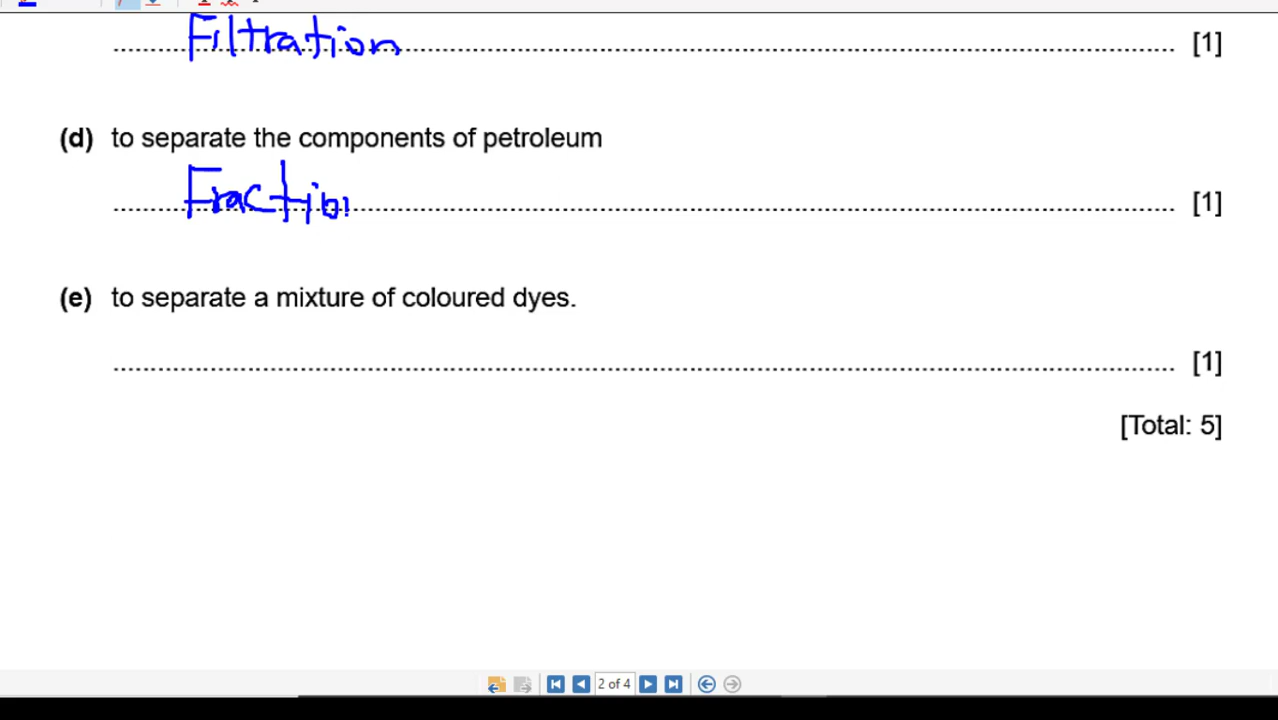 Filtration
........................................................................................................................ [1]
(d) to separate the components of petroleum
Fraction
........................................................................................................................ [1]
(e) to separate a mixture of coloured dyes.
........................................................................................................................ [1]
[Total: 5]
2 of 4